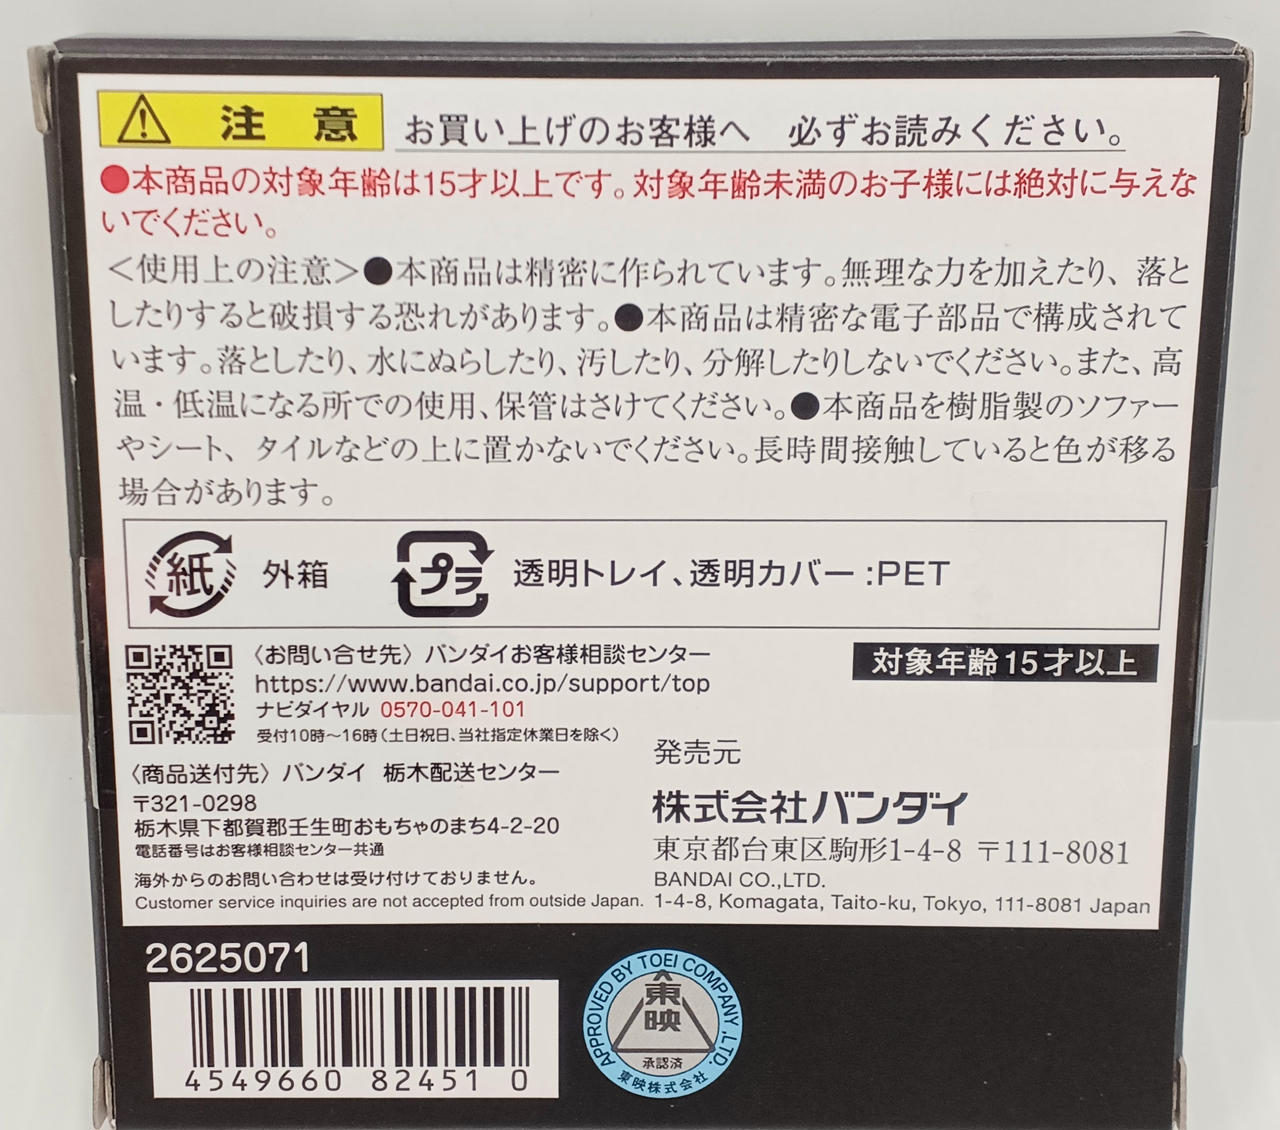 注意 お買い上げのお客様へ 必ずお読みください。
●本商品の対象年齢は15才以上です。対象年齢未満のお子様には絶対に与えな
いでください。
＜使用上の注意＞●本商品は精密に作られています。無理な力を加えたり、落と
したりすると破損する恐れがあります。●本商品は精密な電子部品で構成されて
います。落としたり、水にぬらしたり、汚したり、分解したりしないでください。また、高
温・低温になる所での使用、保管はさけてください。●本商品を樹脂製のソファー
やシート、タイルなどの上に置かないでください。長時間接触していると色が移る
場合があります。
紙 外箱 プラ 透明トレイ、透明カバー:PET
〈お問い合せ先〉バンダイお客様相談センター
https://www.bandai.co.jp/support/top
ナビダイヤル 0570-041-101
受付10時～16時(土日祝日、当社指定休業日を除く)
対象年齢15才以上
〈商品送付先〉バンダイ 栃木配送センター
〒321-0298
栃木県下都賀郡壬生町おもちゃのまち4-2-20
電話番号はお客様相談センター共通
海外からのお問い合わせは受け付けておりません。
Customer service inquiries are not accepted from outside Japan.
発売元
株式会社バンダイ
東京都台東区駒形1-4-8 〒111-8081
BANDAI CO.,LTD.
1-4-8, Komagata, Taito-ku, Tokyo, 111-8081 Japan
2625071
4549660 82451 0
APPROVED BY TOEI COMPANY ,LTD.
東映
承認済
東映株式会社